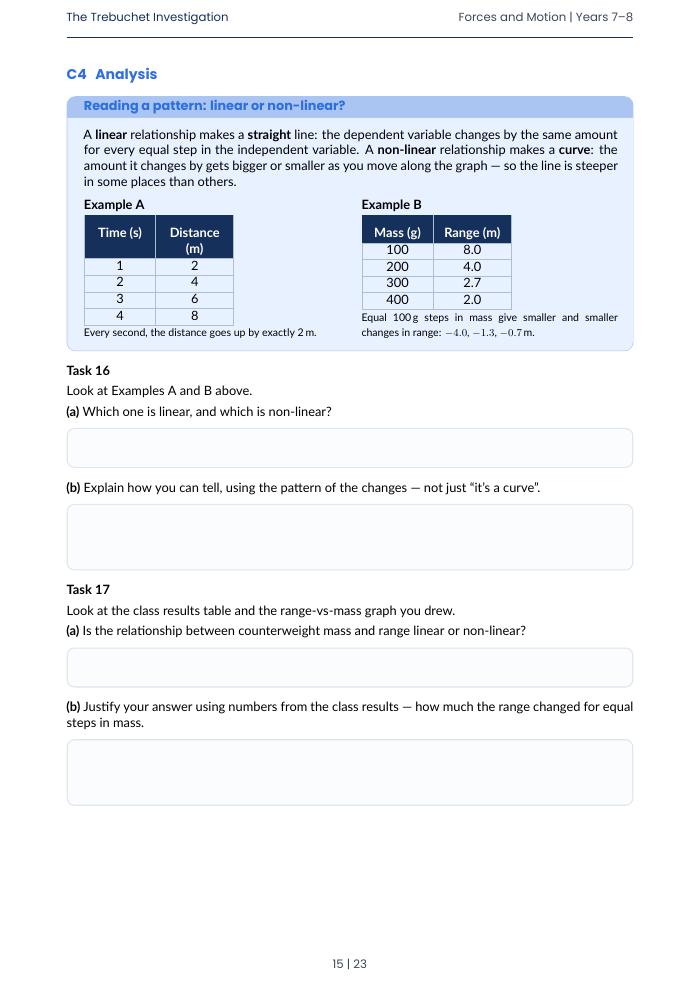 The Trebuchet Investigation
Forces and Motion | Years 7–8
C4 Analysis
Reading a pattern: linear or non-linear?
A linear relationship makes a straight line: the dependent variable changes by the same amount
for every equal step in the independent variable. A non-linear relationship makes a curve: the
amount it changes by gets bigger or smaller as you move along the graph — so the line is steeper
in some places than others.
Example A
Time (s) Distance
(m)
1 2
2 4
3 6
4 8
Every second, the distance goes up by exactly 2 m.
Example B
Mass (g) Range (m)
100 8.0
200 4.0
300 2.7
400 2.0
Equal 100 g steps in mass give smaller and smaller
changes in range: −4.0, −1.3, −0.7 m.
Task 16
Look at Examples A and B above.
(a) Which one is linear, and which is non-linear?
(b) Explain how you can tell, using the pattern of the changes — not just “it’s a curve”.
Task 17
Look at the class results table and the range-vs-mass graph you drew.
(a) Is the relationship between counterweight mass and range linear or non-linear?
(b) Justify your answer using numbers from the class results — how much the range changed for equal
steps in mass.
15 | 23